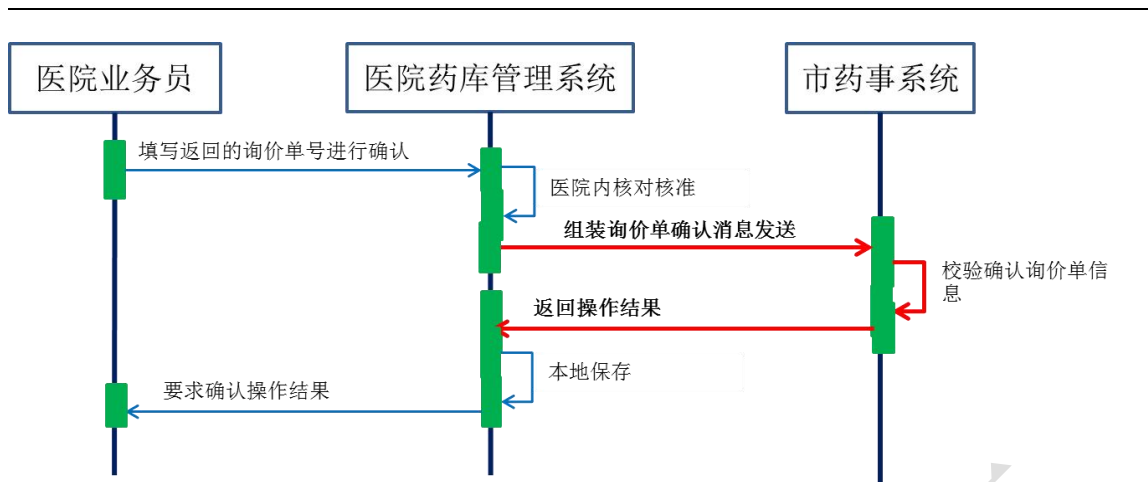 医院业务员
医院药库管理系统
市药事系统
填写返回的询价单号进行确认
医院内核对核准
组装询价单确认消息发送
校验确认询价单信
息
返回操作结果
本地保存
要求确认操作结果